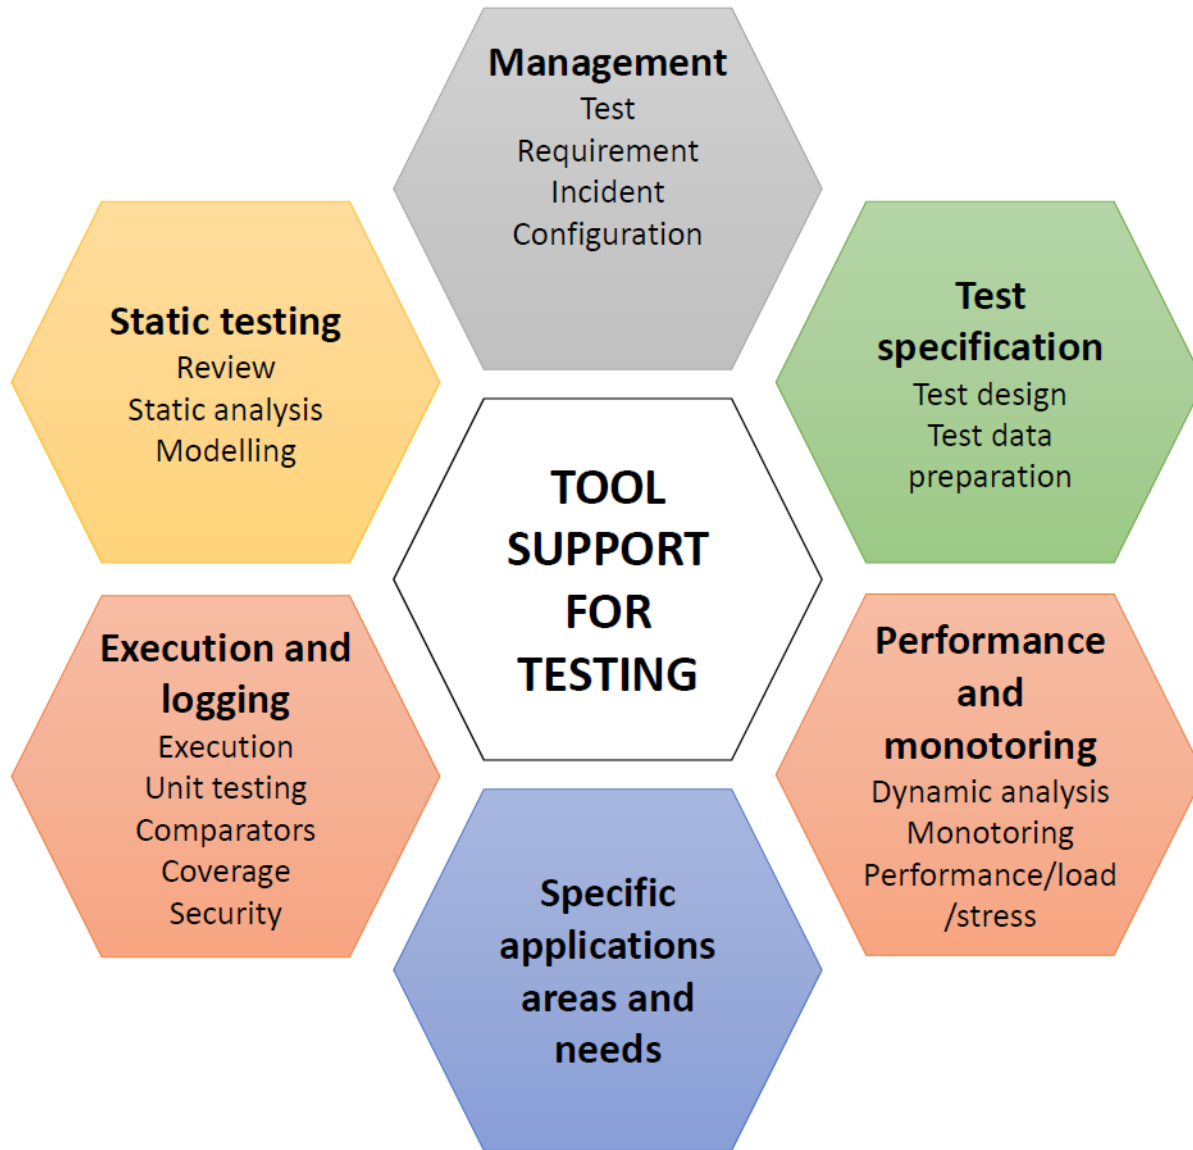 Management
Test
Requirement
Incident
Configuration
Static testing
Review
Static analysis
Modelling
Test
specification
Test design
Test data
preparation
TOOL
SUPPORT
FOR
TESTING
Execution and
logging
Execution
Unit testing
Comparators
Coverage
Security
Performance
and
monotoring
Dynamic analysis
Monotoring
Performance/load
/stress
Specific
applications
areas and
needs